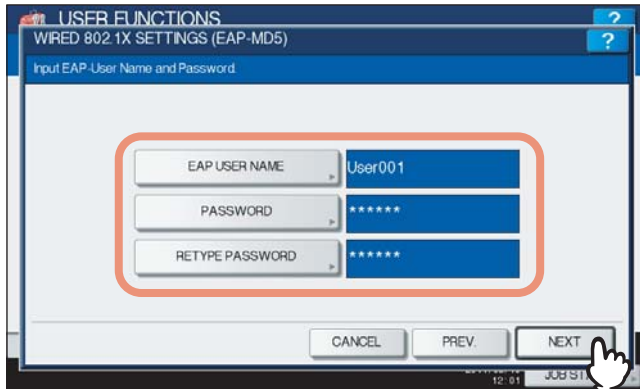 USER FUNCTIONS
?
WIRED 802.1X SETTINGS (EAP-MD5)
?
Input EAP-User Name and Password.
EAP USER NAME
User001
PASSWORD
******
RETYPE PASSWORD
******
CANCEL
PREV.
NEXT
12:01
JOB ST